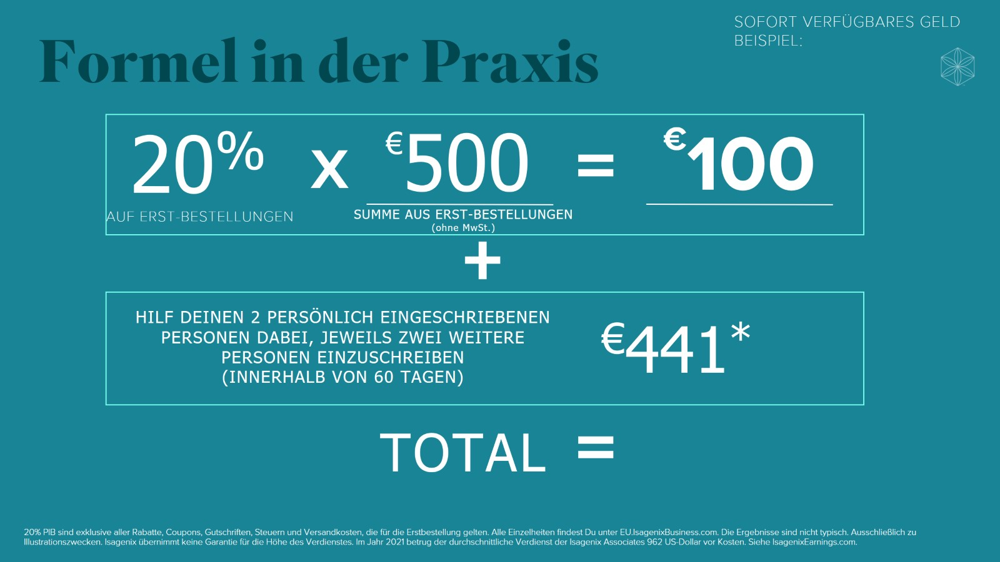 SOFORT VERFÜGBARES GELD
BEISPIEL:
Formel in der Praxis
20% x €500 = €100
AUF ERST-BESTELLUNGEN
SUMME AUS ERST-BESTELLUNGEN
(ohne MwSt.)
+
HILF DEINEN 2 PERSÖNLICH EINGESCHRIEBENEN
PERSONEN DABEI, JEWEILS ZWEI WEITERE
PERSONEN EINZUSCHREIBEN
(INNERHALB VON 60 TAGEN)
€441*
TOTAL =
20% PIB sind exklusive aller Rabatte, Coupons, Gutschriften, Steuern und Versandkosten, die für die Erstbestellung gelten. Alle Einzelheiten findest Du unter EU.IsagenixBusiness.com. Die Ergebnisse sind nicht typisch. Ausschließlich zu
Illustrationszwecken. Isagenix übernimmt keine Garantie für die Höhe des Verdienstes. Im Jahr 2021 betrug der durchschnittliche Verdienst der Isagenix Associates 962 US-Dollar vor Kosten. Siehe IsagenixEarnings.com.